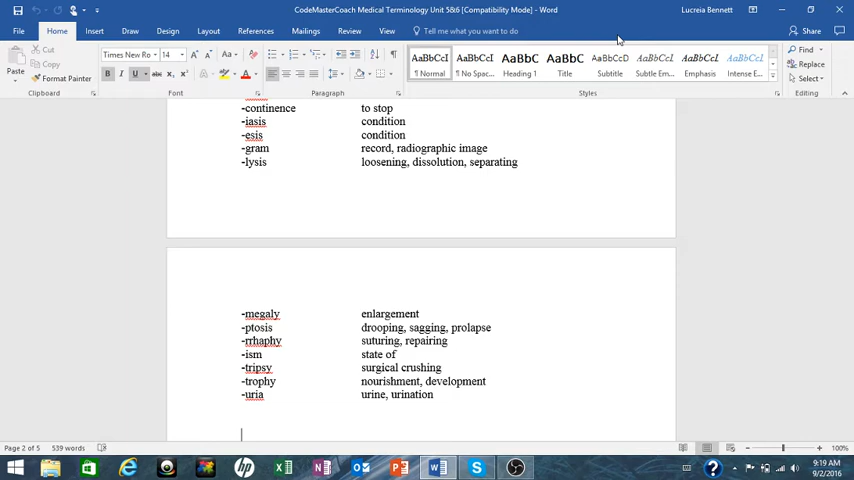 CodeMasterCoach Medical Terminology Unit 5&6 [Compatibility Mode] - Word
Lucreia Bennett
File Home Insert Draw Design Layout References Mailings Review View Tell me what you want to do Share
Cut
Copy
Format Painter
Paste
Times New Ro 14
Clipboard Font Paragraph Styles Editing
AaBbCcI AaBbCcI AaBbC AaBbC AaBbCcD AaBbCcI AaBbCcI AaBbCcI
¶ Normal ¶ No Spac... Heading 1 Title Subtitle Subtle Em... Emphasis Intense E...
Find
Replace
Select
-continence to stop
-iasis condition
-esis condition
-gram record, radiographic image
-lysis loosening, dissolution, separating
-megaly enlargement
-ptosis drooping, sagging, prolapse
-rrhaphy suturing, repairing
-ism state of
-tripsy surgical crushing
-trophy nourishment, development
-uria urine, urination
Page 2 of 5 539 words 100%
9:19 AM
9/2/2016